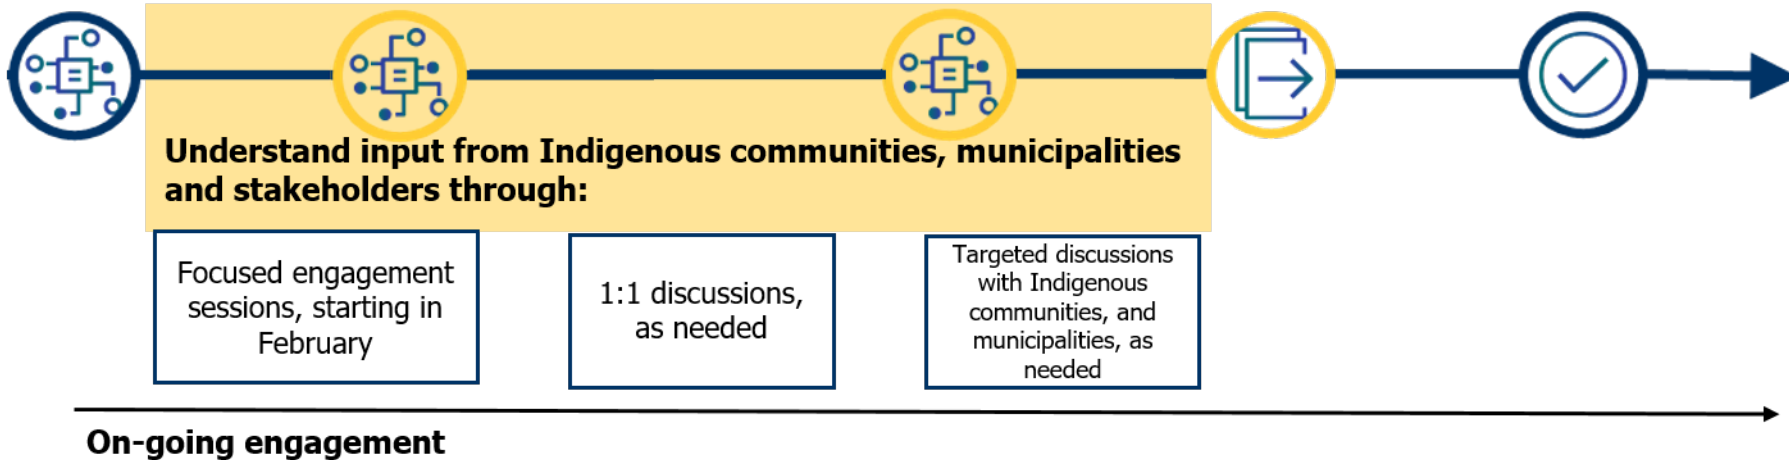 Understand input from Indigenous communities, municipalities
and stakeholders through:
Focused engagement
sessions, starting in
February
1:1 discussions,
as needed
Targeted discussions
with Indigenous
communities, and
municipalities, as
needed
On-going engagement